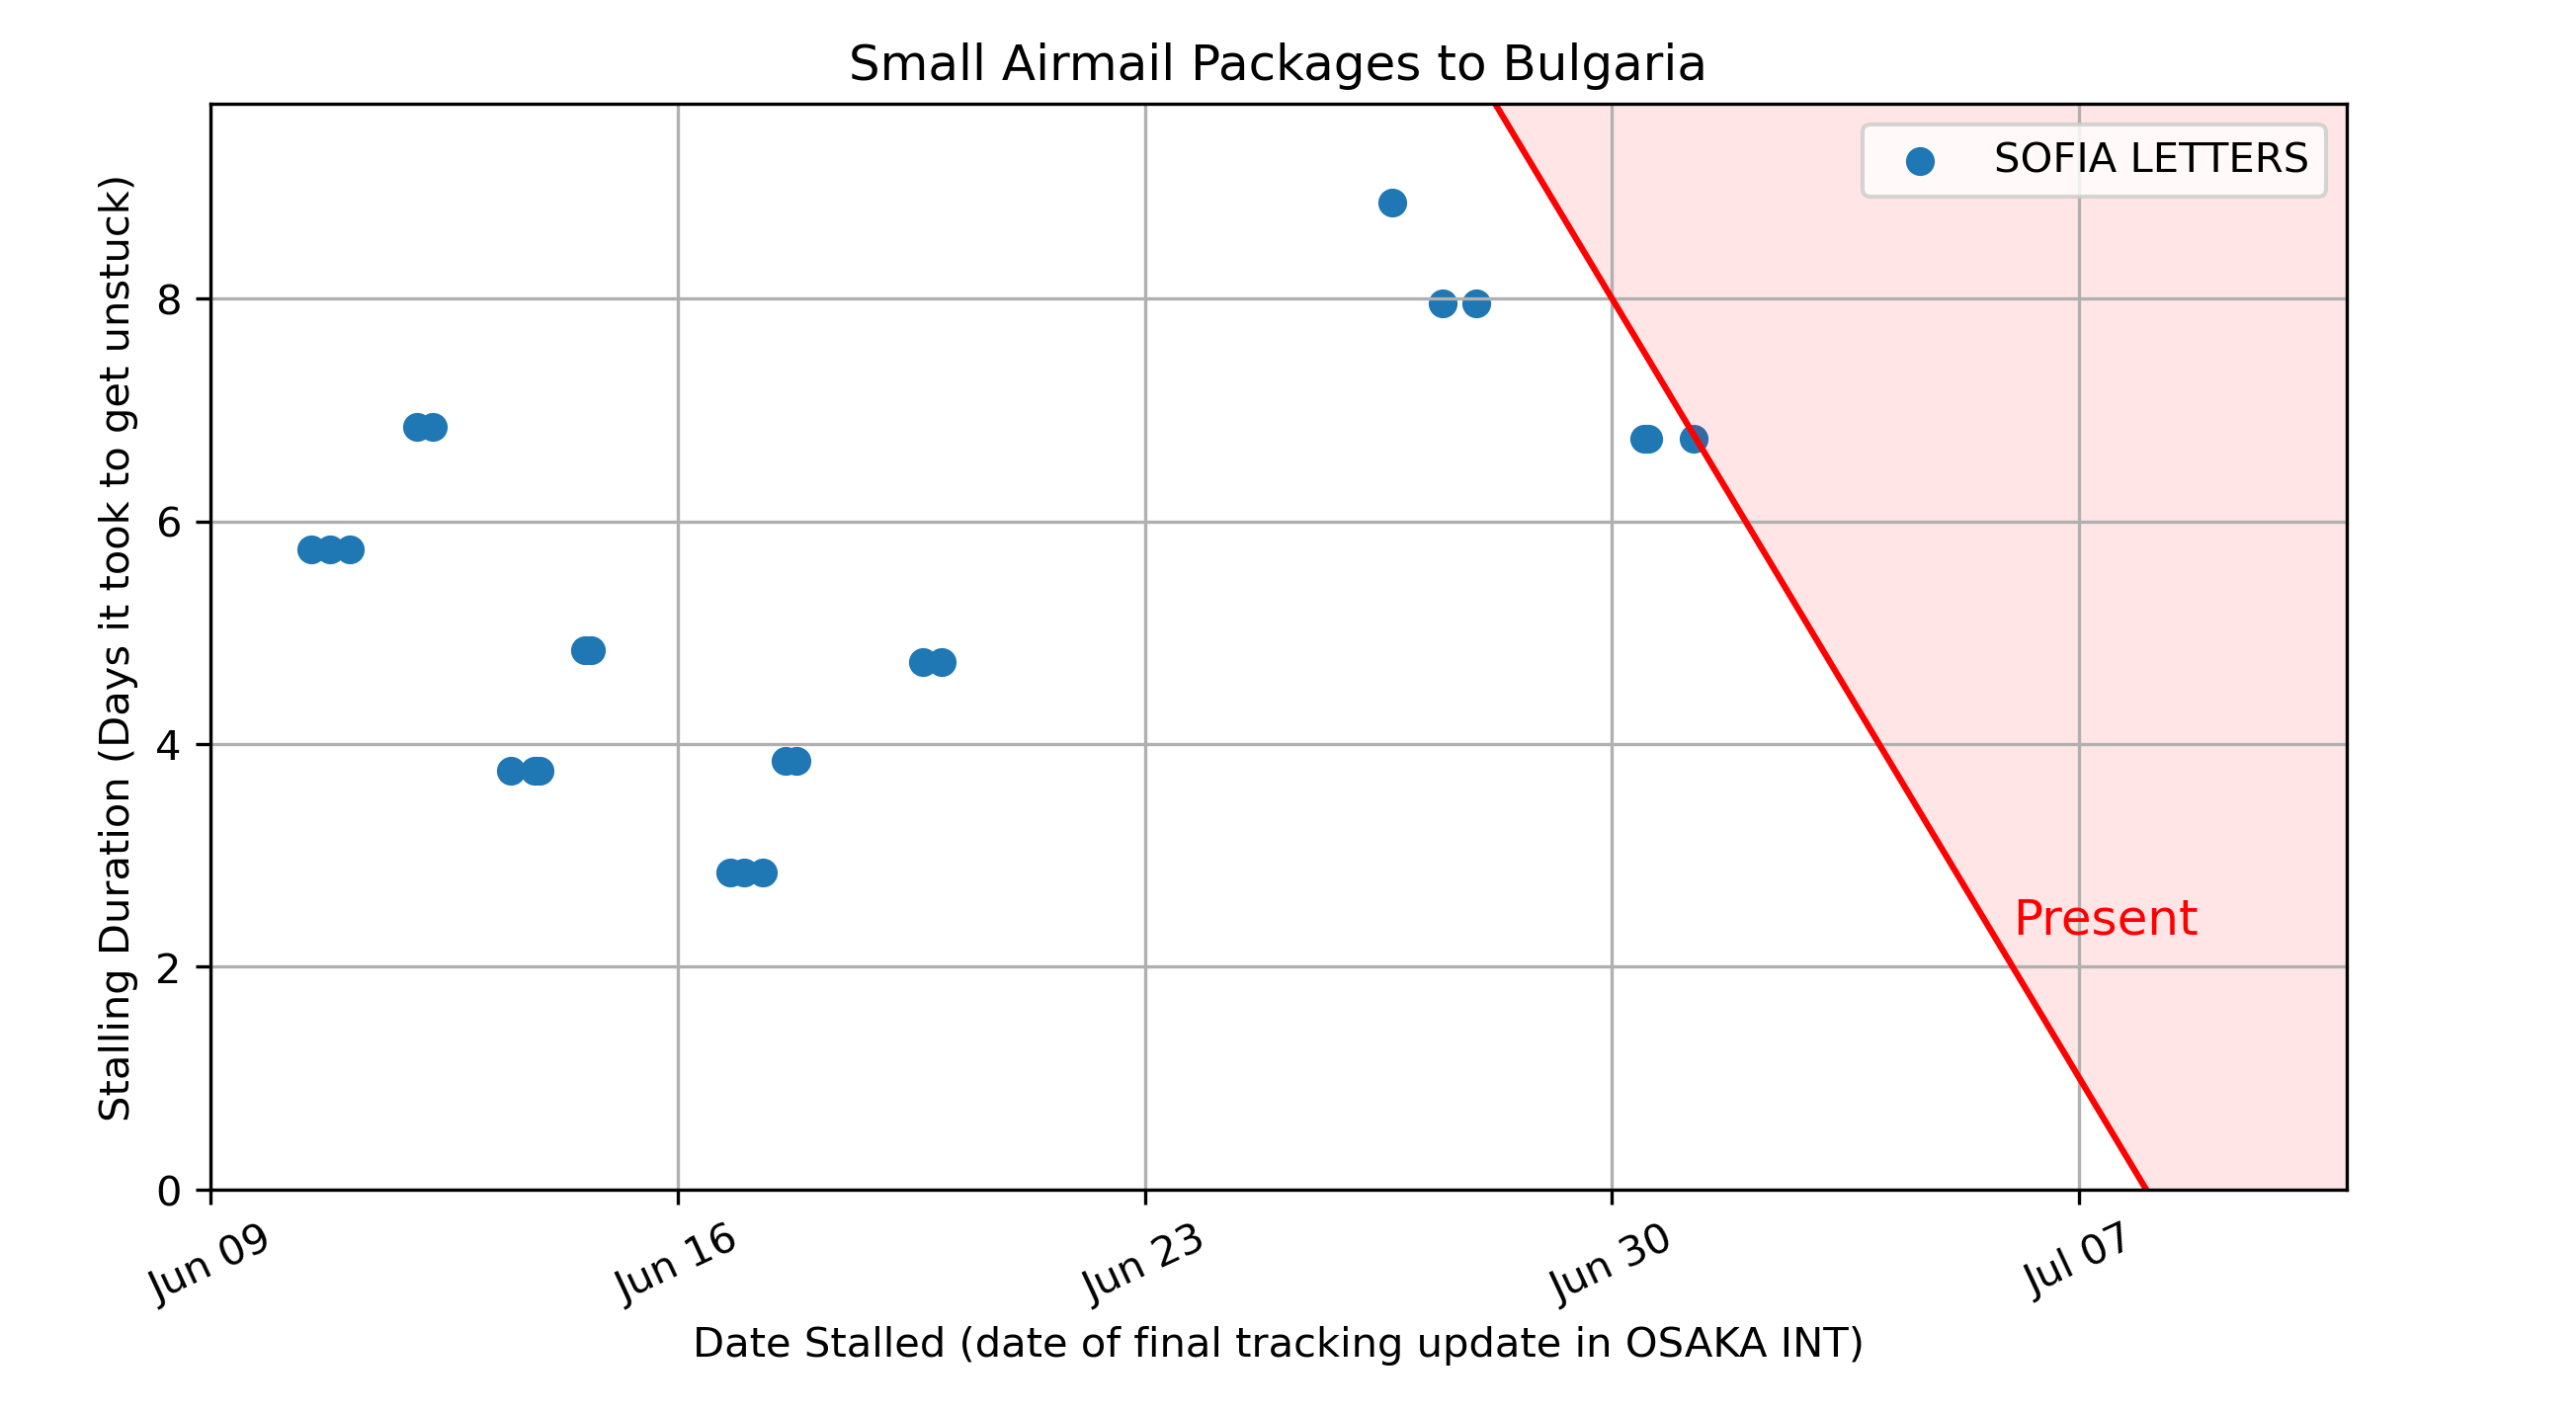 Small Airmail Packages to Bulgaria
SOFIA LETTERS
Stalling Duration (Days it took to get unstuck)
8
6
4
2
0
Present
Jun 09
Jun 16
Jun 23
Jun 30
Jul 07
Date Stalled (date of final tracking update in OSAKA INT)